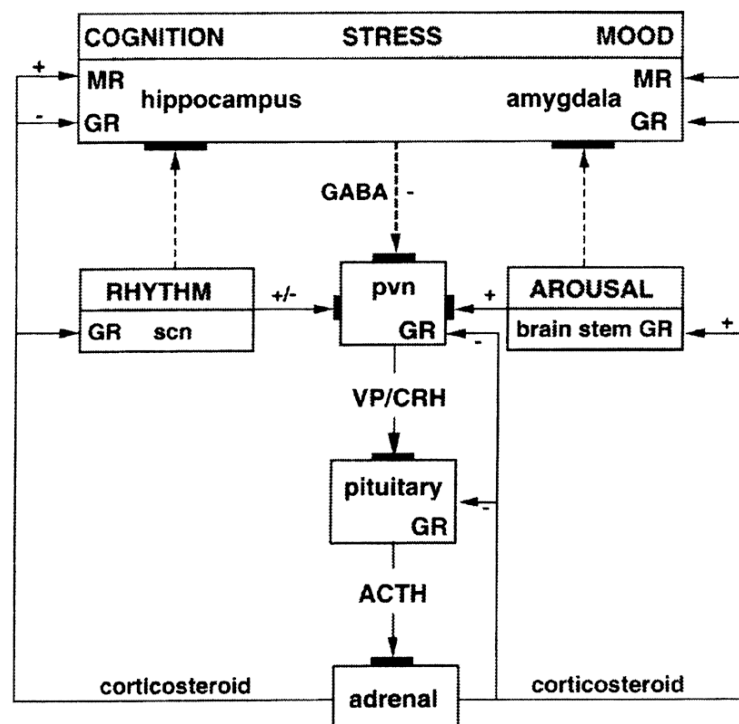 COGNITION STRESS MOOD
+ MR MR
hippocampus amygdala
- GR GR
GABA -
RHYTHM +/- pvn + AROUSAL
GR scn GR - brain stem GR +
VP/CRH
pituitary
GR -
ACTH
corticosteroid adrenal corticosteroid